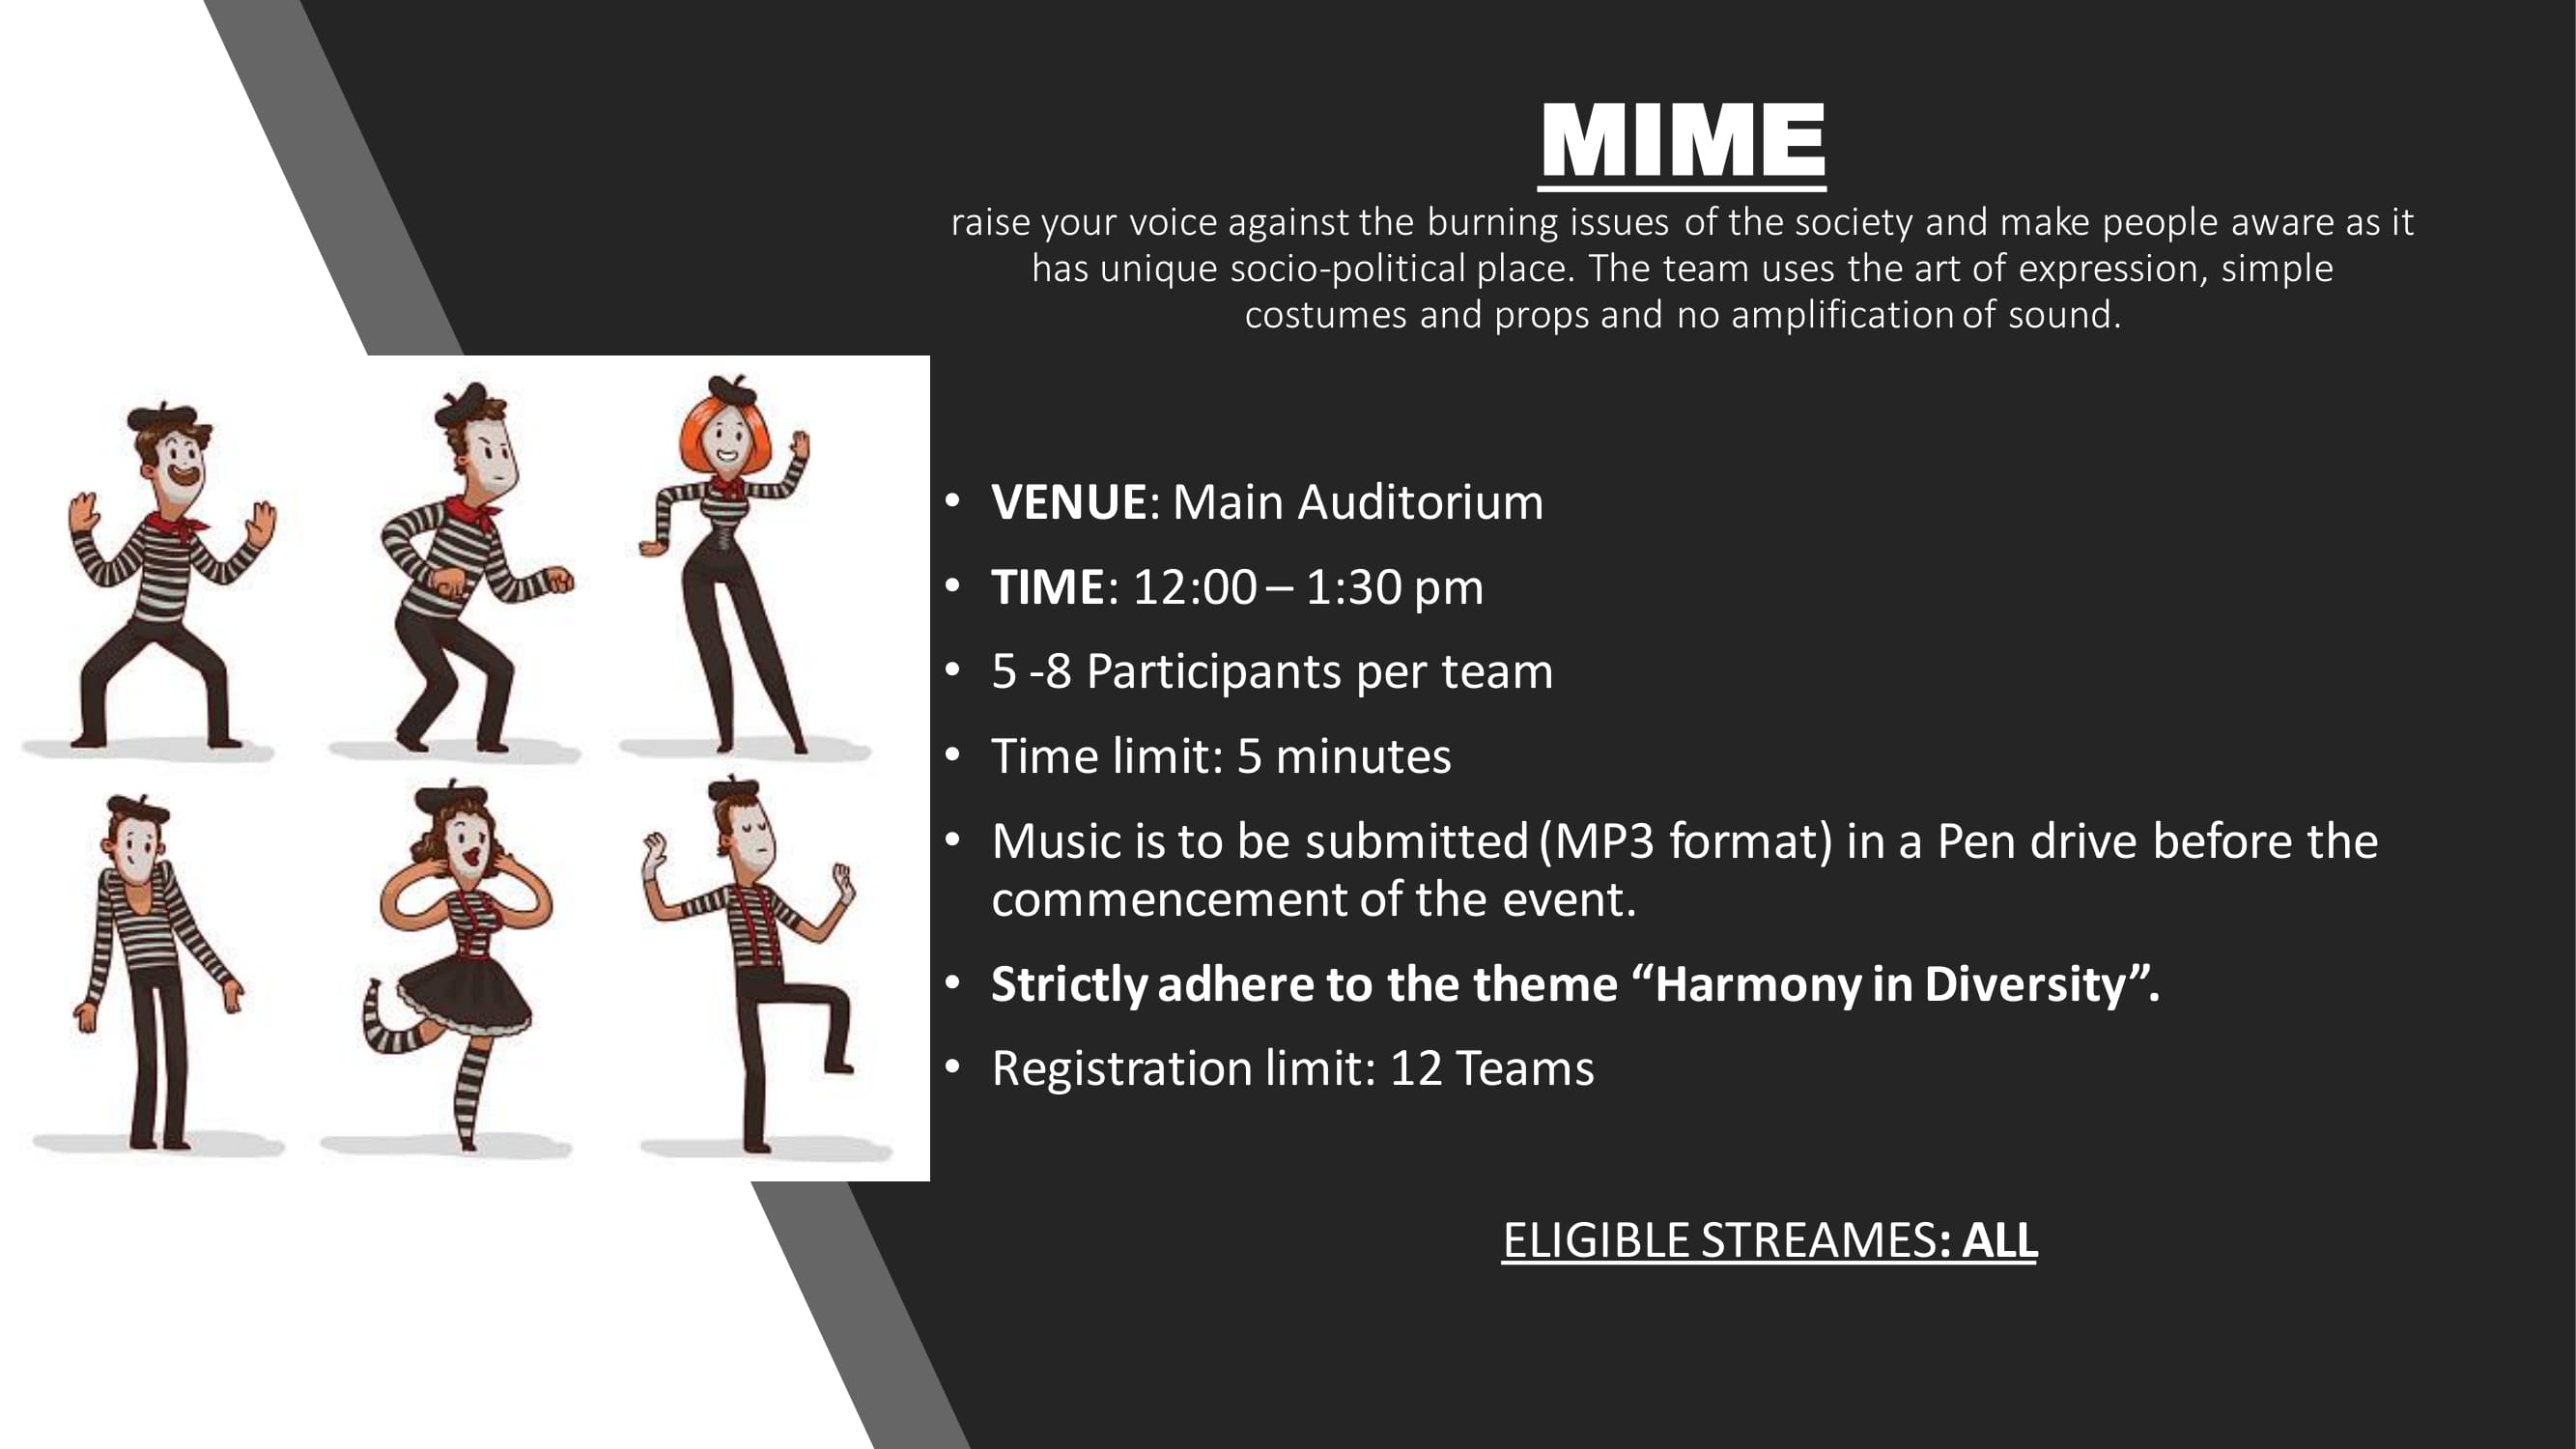 MIME
raise your voice against the burning issues of the society and make people aware as it
has unique socio-political place. The team uses the art of expression, simple
costumes and props and no amplification of sound.
• VENUE: Main Auditorium
• TIME: 12:00 – 1:30 pm
• 5 -8 Participants per team
• Time limit: 5 minutes
• Music is to be submitted (MP3 format) in a Pen drive before the
commencement of the event.
• Strictly adhere to the theme “Harmony in Diversity”.
• Registration limit: 12 Teams
ELIGIBLE STREAMES: ALL